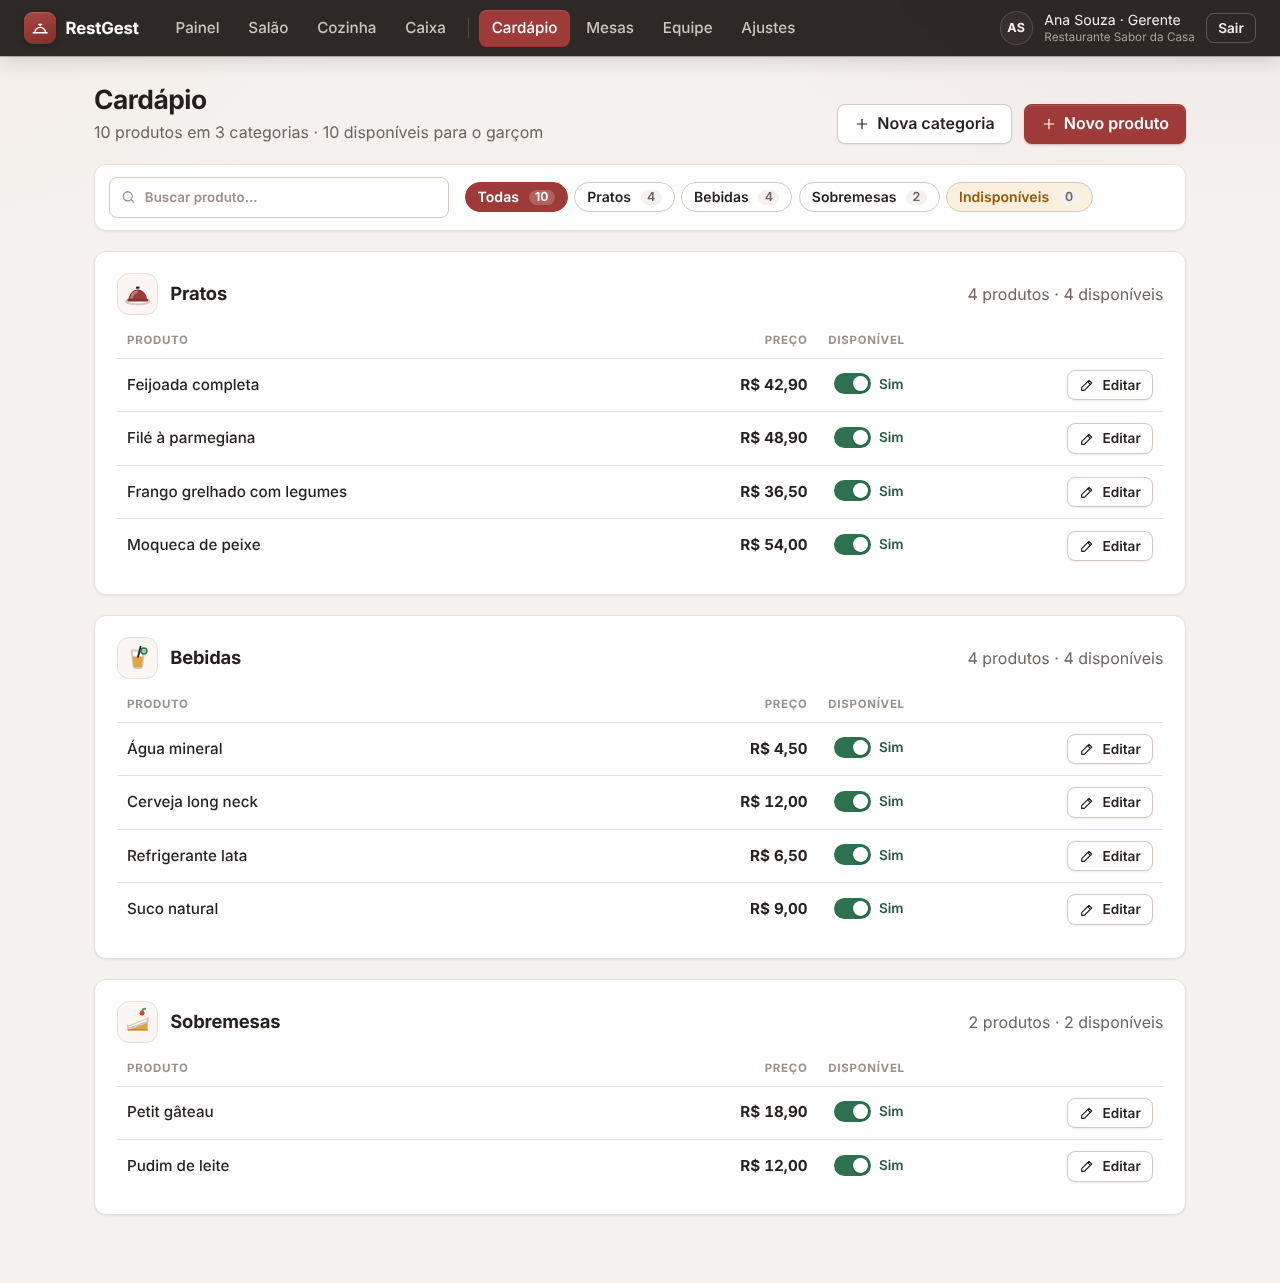 RestGest Painel Salão Cozinha Caixa Cardápio Mesas Equipe Ajustes AS Ana Souza · Gerente Sair
Restaurante Sabor da Casa
Cardápio
10 produtos em 3 categorias · 10 disponíveis para o garçom
+ Nova categoria + Novo produto
Buscar produto... Todas 10 Pratos 4 Bebidas 4 Sobremesas 2 Indisponíveis 0
Pratos 4 produtos · 4 disponíveis
PRODUTO PREÇO DISPONÍVEL
Feijoada completa R$ 42,90 Sim Editar
Filé à parmegiana R$ 48,90 Sim Editar
Frango grelhado com legumes R$ 36,50 Sim Editar
Moqueca de peixe R$ 54,00 Sim Editar
Bebidas 4 produtos · 4 disponíveis
PRODUTO PREÇO DISPONÍVEL
Água mineral R$ 4,50 Sim Editar
Cerveja long neck R$ 12,00 Sim Editar
Refrigerante lata R$ 6,50 Sim Editar
Suco natural R$ 9,00 Sim Editar
Sobremesas 2 produtos · 2 disponíveis
PRODUTO PREÇO DISPONÍVEL
Petit gâteau R$ 18,90 Sim Editar
Pudim de leite R$ 12,00 Sim Editar